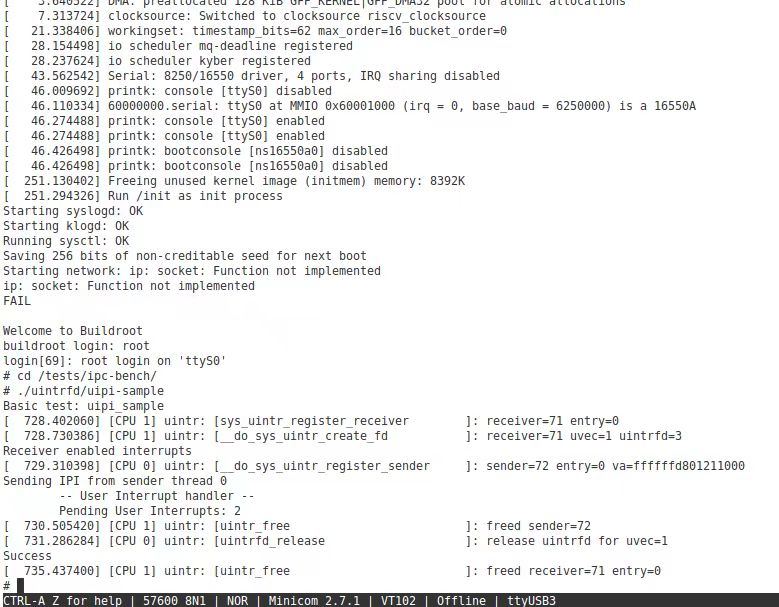 [    3.640322] DMA: preallocated 128 KiB GFP_KERNEL|GFP_DMA32 pool for atomic allocations
[    7.313724] clocksource: Switched to clocksource riscv_clocksource
[   21.338406] workingset: timestamp_bits=62 max_order=16 bucket_order=0
[   28.154498] io scheduler mq-deadline registered
[   28.237624] io scheduler kyber registered
[   43.562542] Serial: 8250/16550 driver, 4 ports, IRQ sharing disabled
[   46.009692] printk: console [ttyS0] disabled
[   46.110334] 60000000.serial: ttyS0 at MMIO 0x60001000 (irq = 0, base_baud = 6250000) is a 16550A
[   46.274488] printk: console [ttyS0] enabled
[   46.274488] printk: console [ttyS0] enabled
[   46.426498] printk: bootconsole [ns16550a0] disabled
[   46.426498] printk: bootconsole [ns16550a0] disabled
[  251.130402] Freeing unused kernel image (initmem) memory: 8392K
[  251.294326] Run /init as init process
Starting syslogd: OK
Starting klogd: OK
Running sysctl: OK
Saving 256 bits of non-creditable seed for next boot
Starting network: ip: socket: Function not implemented
ip: socket: Function not implemented
FAIL
Welcome to Buildroot
buildroot login: root
login[69]: root login on 'ttyS0'
# cd /tests/ipc-bench/
# ./uintrfd/uipi-sample
Basic test: uipi_sample
[  728.402060] [CPU 1] uintr: [sys_uintr_register_receiver        ]: receiver=71 entry=0
[  728.730386] [CPU 1] uintr: [__do_sys_uintr_create_fd           ]: receiver=71 uvec=1 uintrfd=3
Receiver enabled interrupts
[  729.310398] [CPU 0] uintr: [__do_sys_uintr_register_sender     ]: sender=72 entry=0 va=ffffffd801211000
Sending IPI from sender thread 0
        -- User Interrupt handler --
        Pending User Interrupts: 2
[  730.505420] [CPU 1] uintr: [uintr_free                         ]: freed sender=72
[  731.286284] [CPU 0] uintr: [uintrfd_release                    ]: release uintrfd for uvec=1
Success
[  735.437400] [CPU 1] uintr: [uintr_free                         ]: freed receiver=71 entry=0
#
CTRL-A Z for help | 57600 8N1 | NOR | Minicom 2.7.1 | VT102 | Offline | ttyUSB3